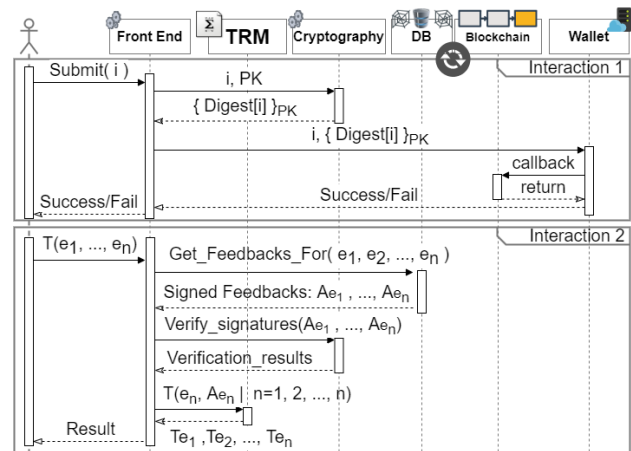 Front End
Σ TRM
Cryptography
DB
Blockchain
Wallet
Interaction 1
Submit( i )
i, PK
{ Digest[i] }PK
i, { Digest[i] }PK
callback
return
Success/Fail
Success/Fail
Interaction 2
T(e1, ..., en)
Get_Feedbacks_For( e1, e2, ..., en )
Signed Feedbacks: Ae1 , ..., Aen
Verify_signatures(Ae1 , ..., Aen)
Verification_results
T(en, Aen | n=1, 2, ..., n)
Result
Te1 ,Te2, ..., Ten